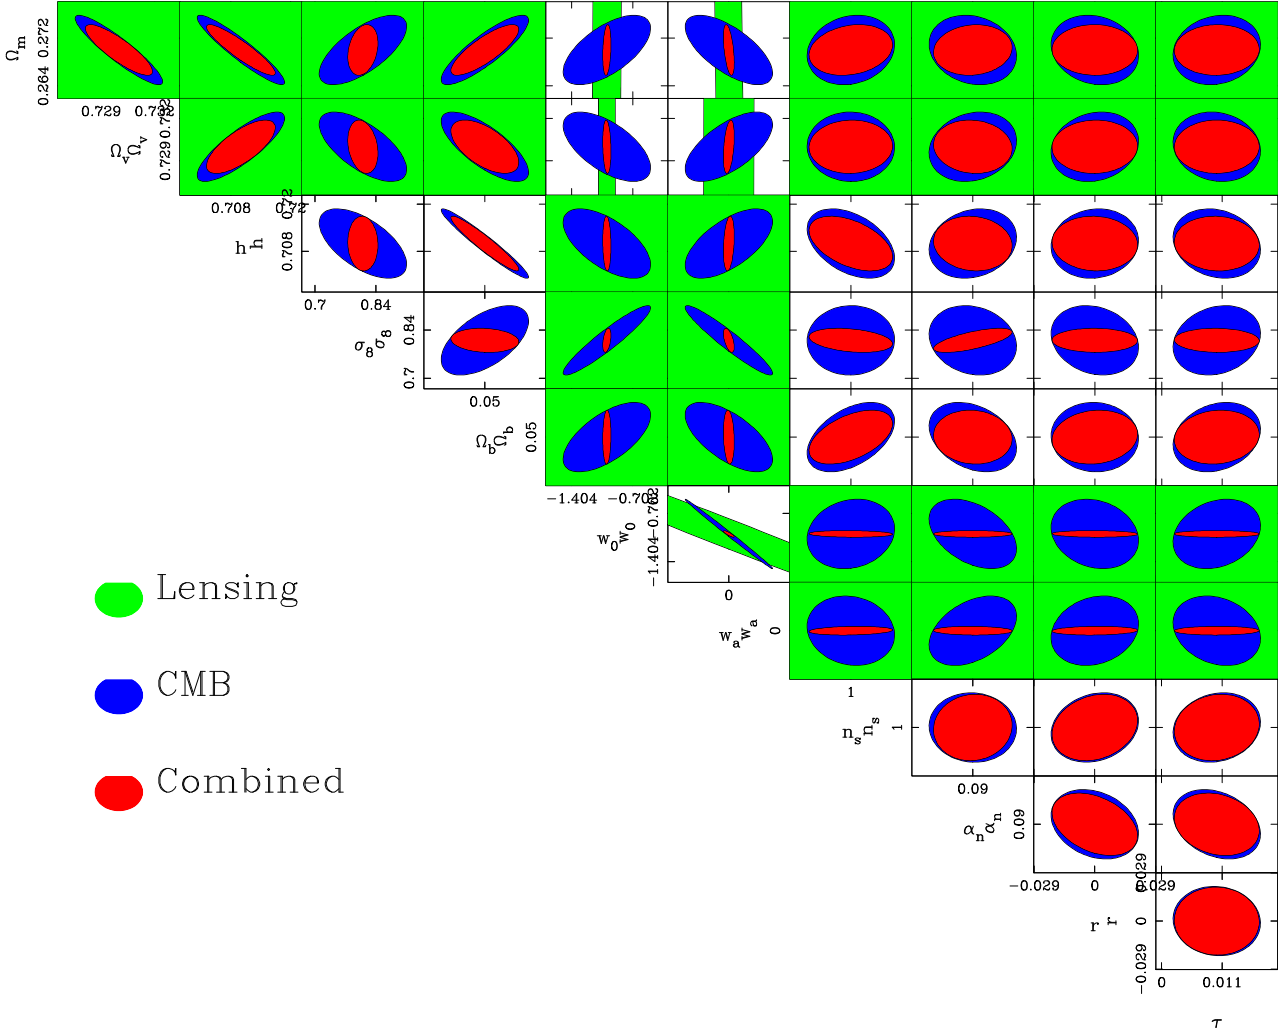 Ω_m 0.264 0.272
0.729 0.732
Ω_v Ω_v 0.729 0.732
0.708 0.72
h h 0.708 0.72
0.7 0.84
σ_8 σ_8 0.7 0.84
0.05
Ω_b Ω_b 0.05
−1.404 −0.702
w_0 w_0 −1.404 −0.702
0
w_a w_a 0
Lensing
CMB
Combined
1
n_s n_s 1
0.09
α_n α_n 0.09
−0.029 0 0.029
r r −0.029 0 0.029
0 0.011
τ